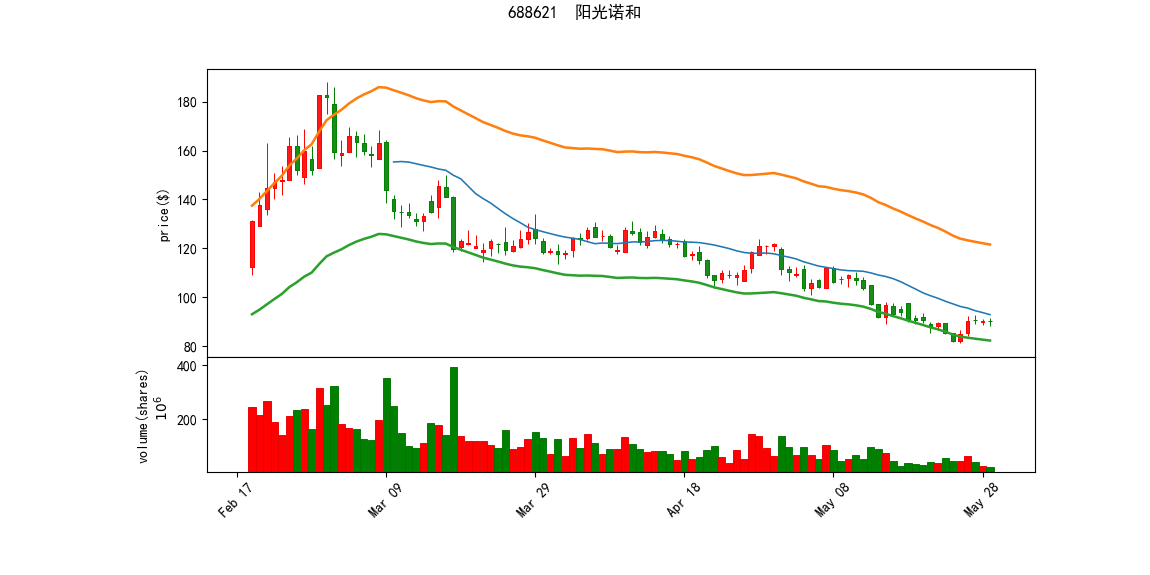 688621 阳光诺和
price($)
180
160
140
120
100
80
volume(shares)
10^6
400
200
Feb 17
Mar 09
Mar 29
Apr 18
May 08
May 28